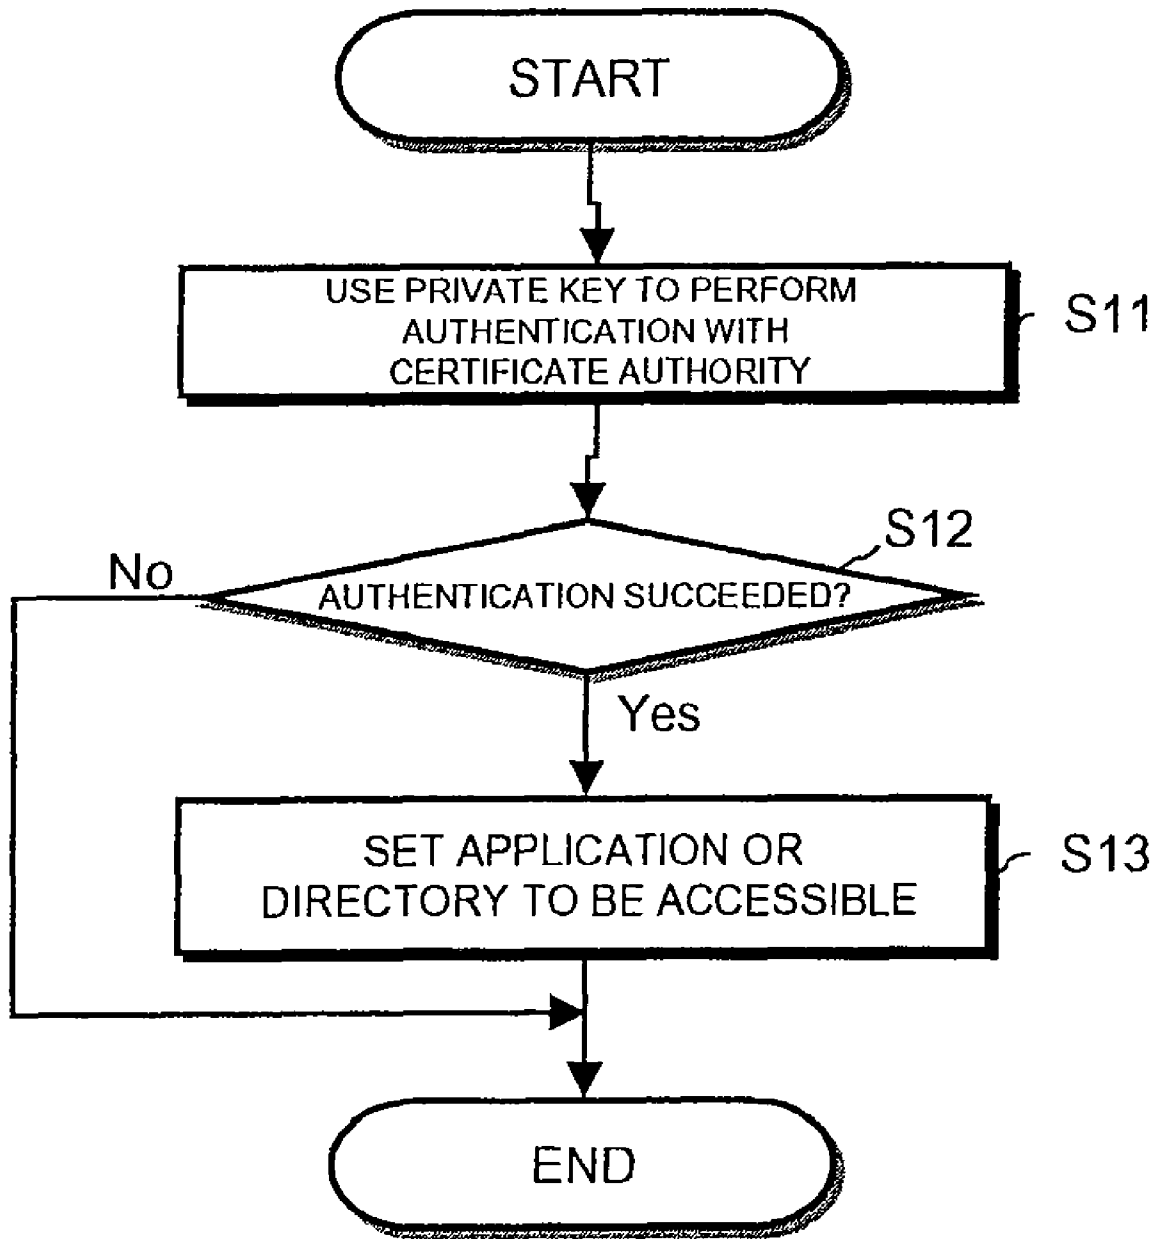 START
USE PRIVATE KEY TO PERFORM
AUTHENTICATION WITH
CERTIFICATE AUTHORITY
S11
S12
No
AUTHENTICATION SUCCEEDED?
Yes
SET APPLICATION OR
DIRECTORY TO BE ACCESSIBLE
S13
END